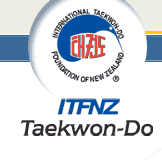 INTERNATIONAL TAEKWON-DO
FOUNDATION OF NEW ZEALAND
ITFNZ
Taekwon-Do